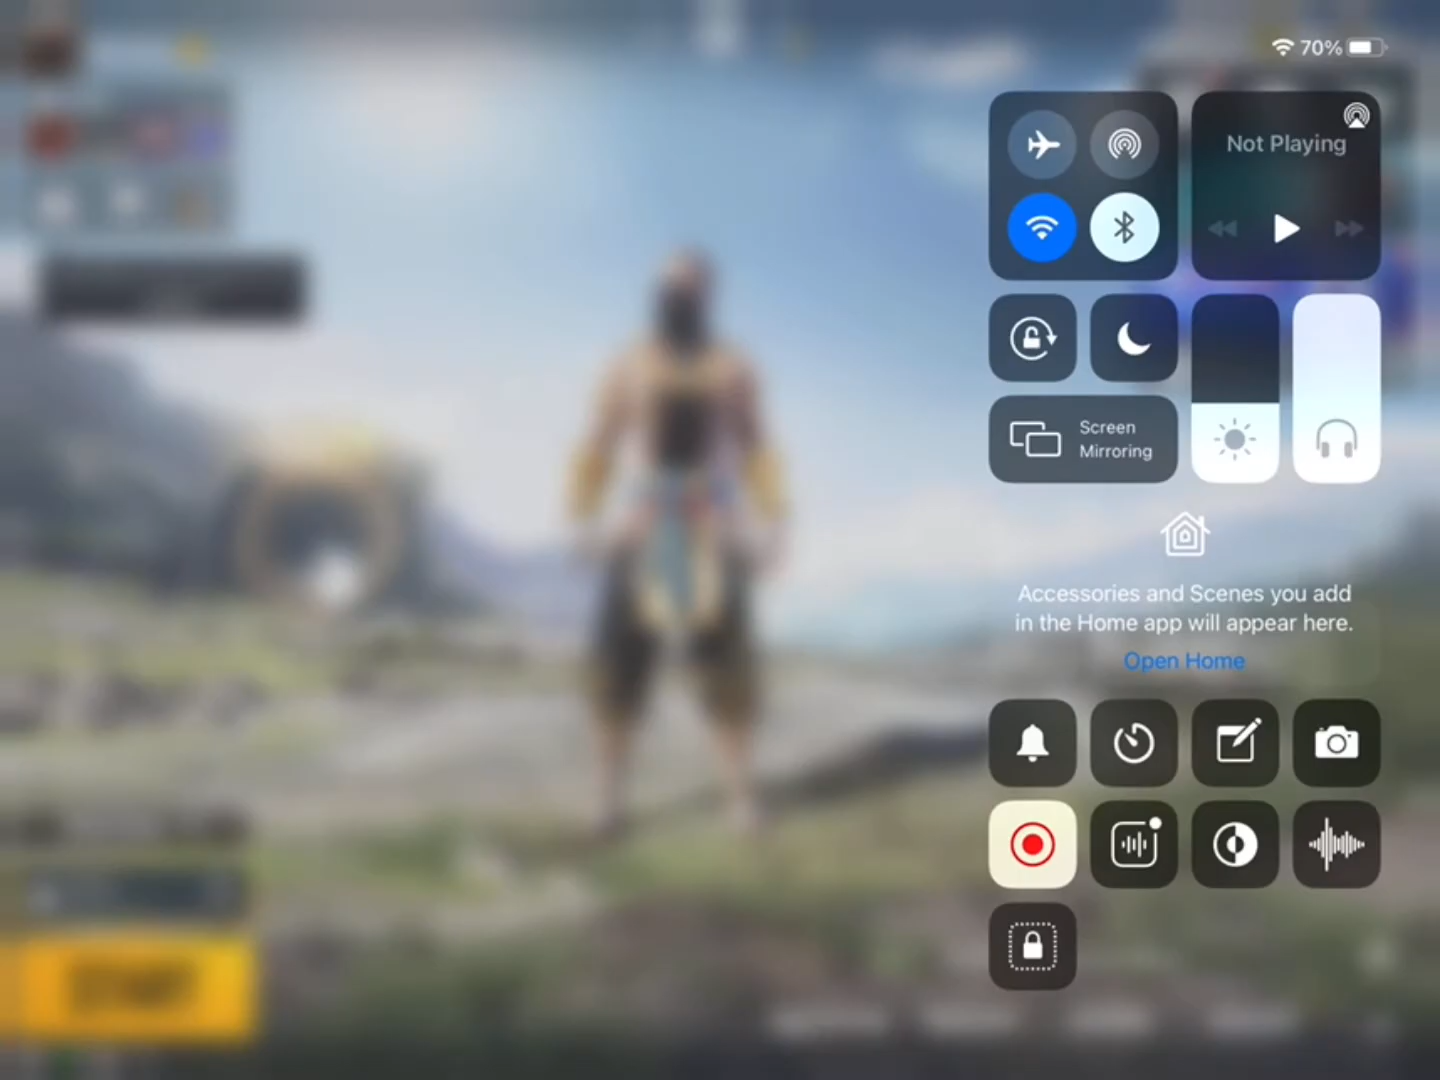 70%
Not Playing
Screen
Mirroring
Accessories and Scenes you add
in the Home app will appear here.
Open Home
START